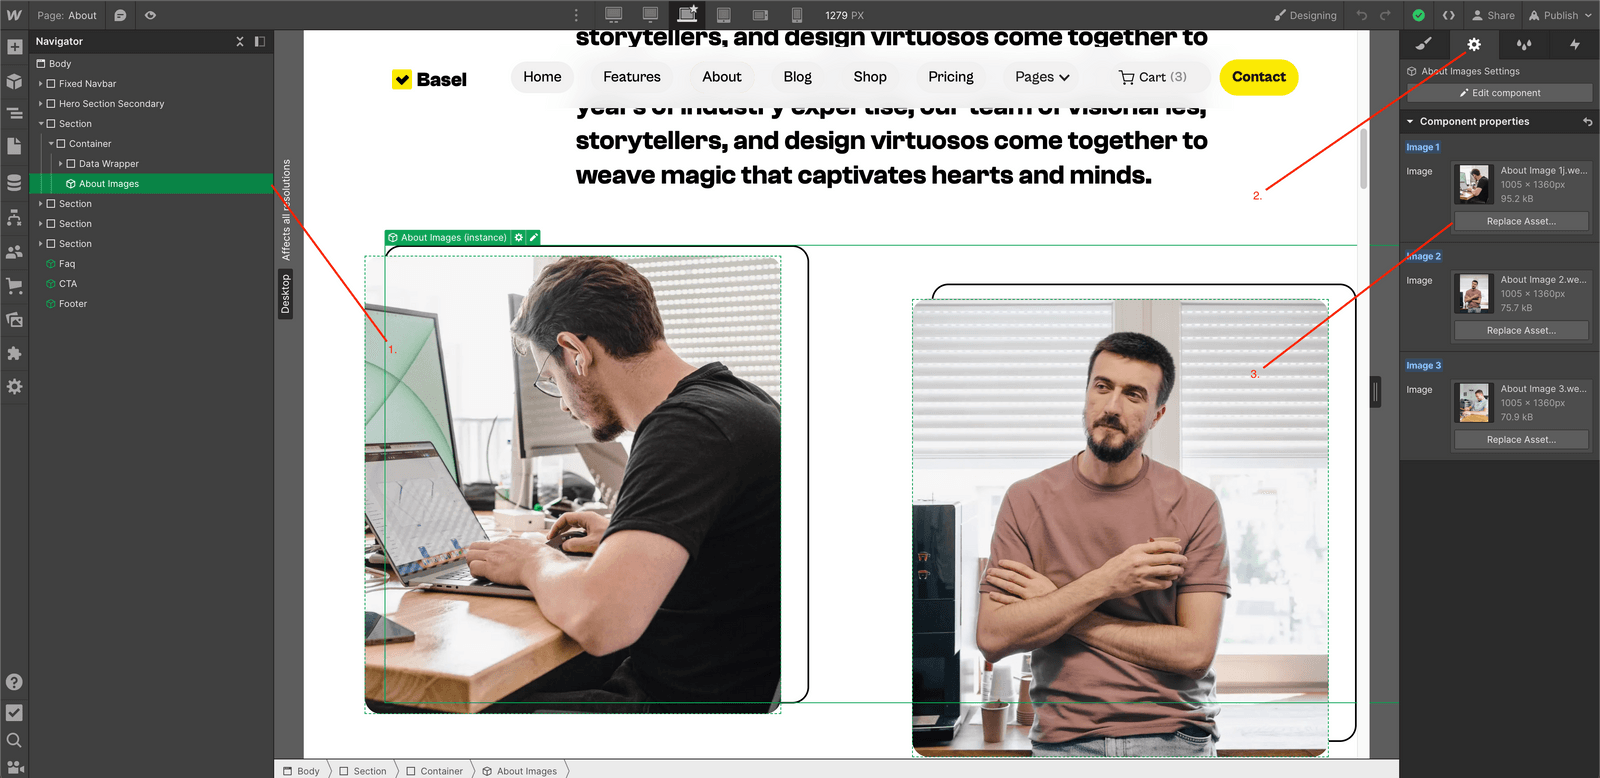 W
Page: About
1279 PX
Designing
Share
Publish
Navigator
Body
Fixed Navbar
Hero Section Secondary
Section
Container
Data Wrapper
About Images
Section
Section
Section
Faq
CTA
Footer
Affects all resolutions
Desktop
storytellers, and design virtuosos come together to
Basel
Home
Features
About
Blog
Shop
Pricing
Pages
Cart (3)
Contact
years of industry expertise, our team of visionaries,
storytellers, and design virtuosos come together to
weave magic that captivates hearts and minds.
About Images (instance)
1.
2.
3.
About Images Settings
Edit component
Component properties
Image 1
Image
About Image 1j.we...
1005 × 1360px
95.2 kB
Replace Asset...
Image 2
Image
About Image 2.we...
1005 × 1360px
75.7 kB
Replace Asset...
Image 3
Image
About Image 3.we...
1005 × 1360px
70.9 kB
Replace Asset...
Body
Section
Container
About Images